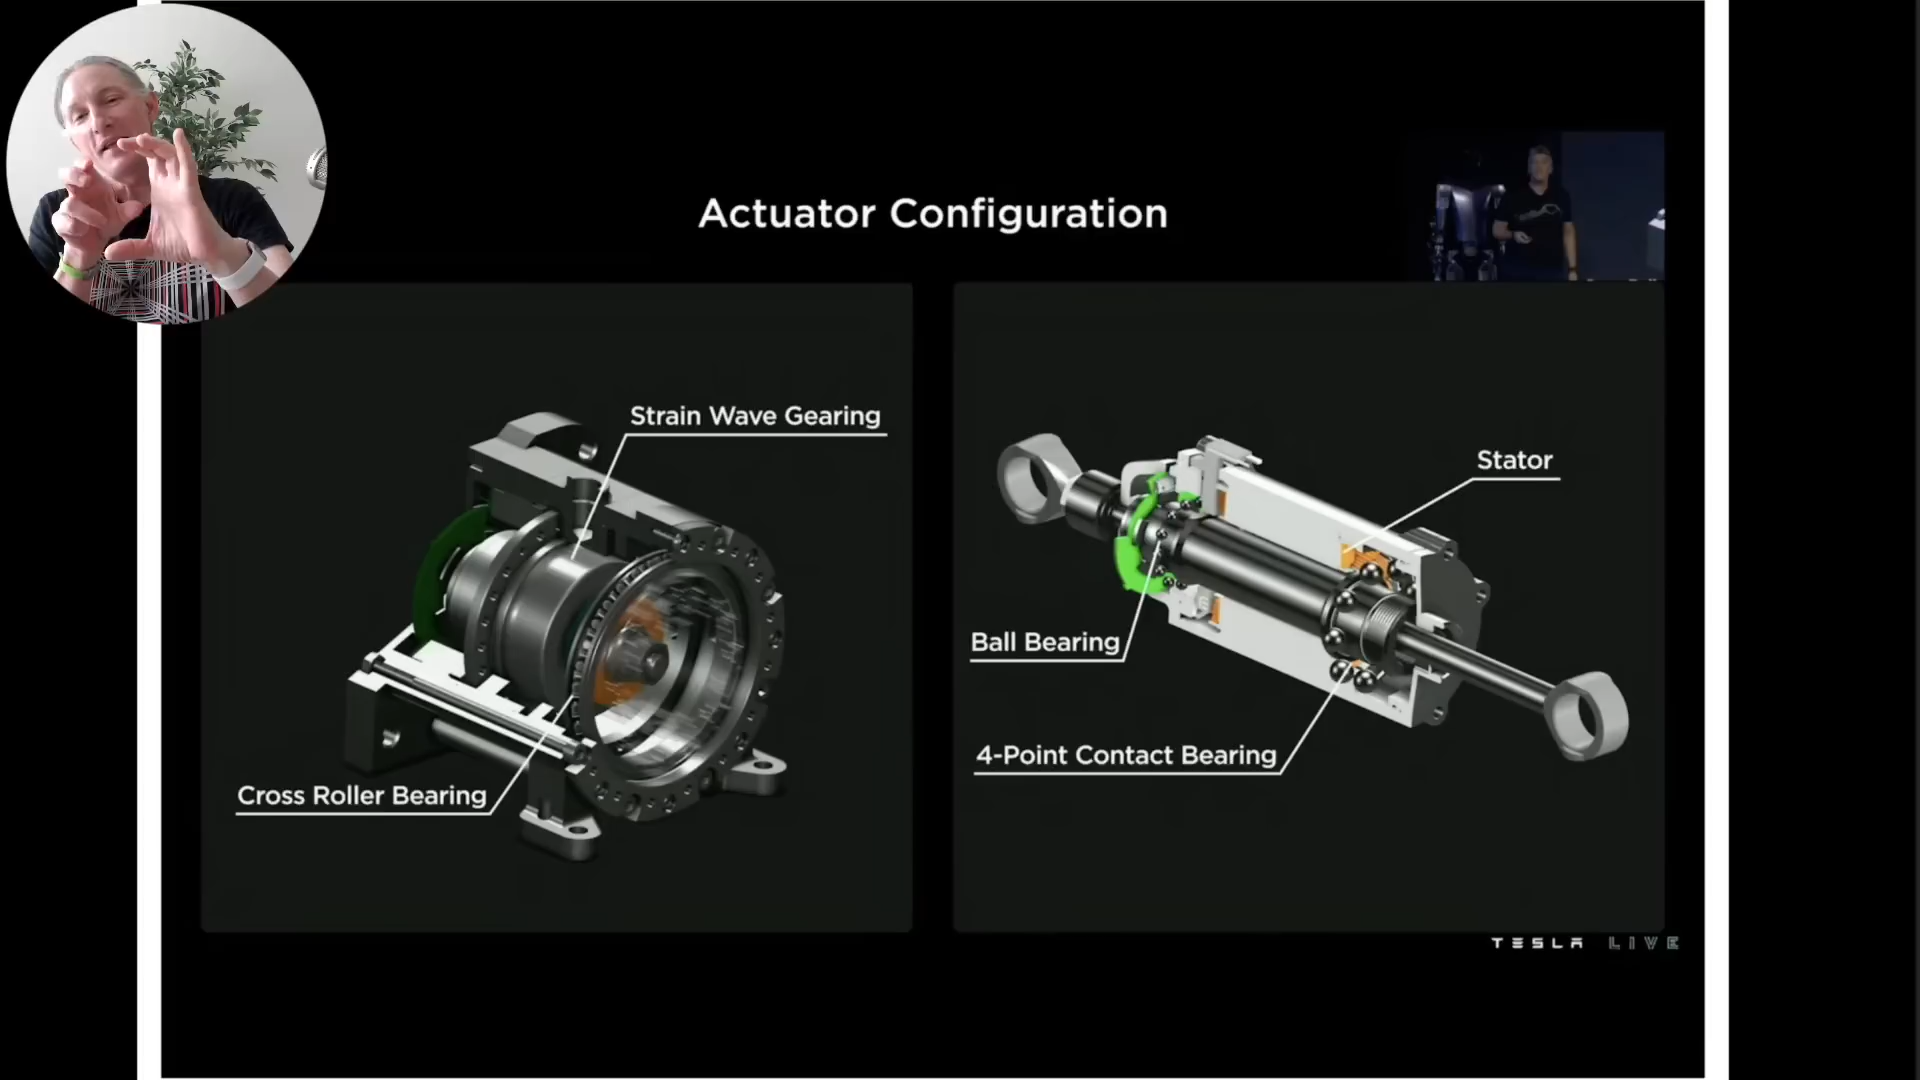 Actuator Configuration
Strain Wave Gearing
Cross Roller Bearing
Stator
Ball Bearing
4-Point Contact Bearing
TESLA LIVE